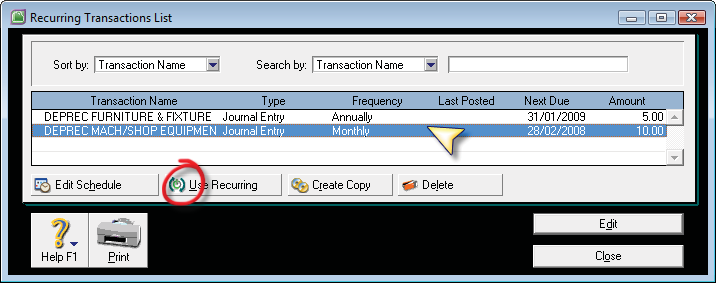 Recurring Transactions List
Sort by: Transaction Name Search by: Transaction Name
Transaction Name Type Frequency Last Posted Next Due Amount
DEPREC FURNITURE & FIXTURE Journal Entry Annually 31/01/2009 5.00
DEPREC MACH/SHOP EQUIPMEN Journal Entry Monthly 28/02/2008 10.00
Edit Schedule Use Recurring Create Copy Delete
Help F1 Print Edit
Close